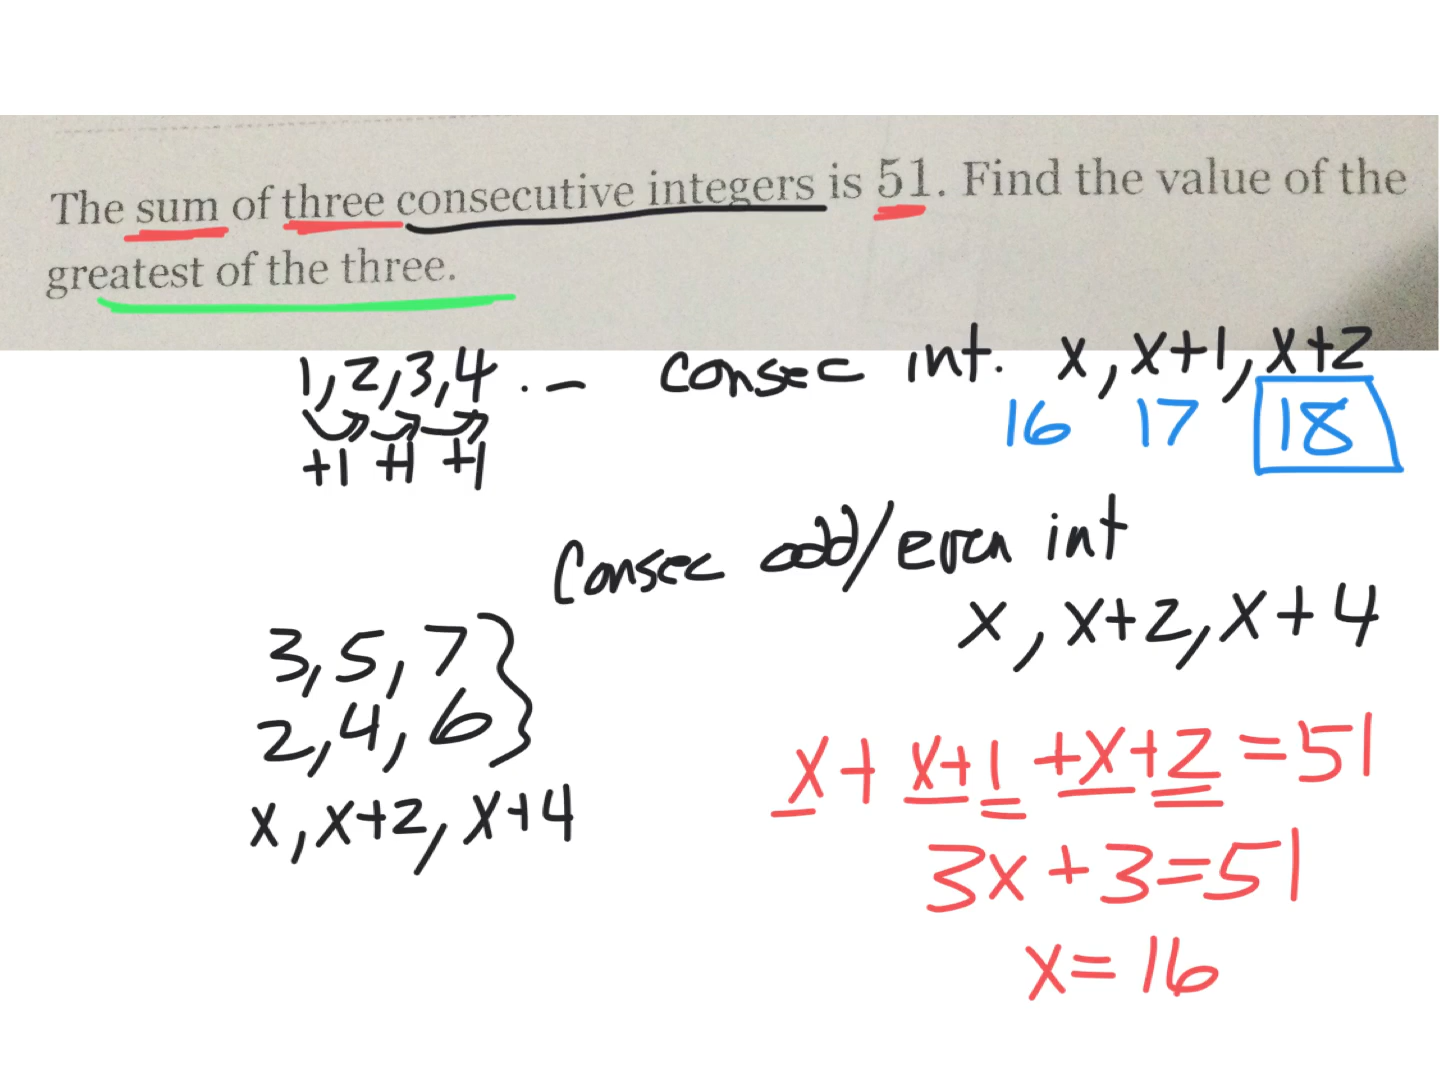 The sum of three consecutive integers is 51. Find the value of the
greatest of the three.
1, 2, 3, 4 . . – consec int. x, x+1, x+2
+1 +1 +1 16 17 18
Consec odd/even int
x, x+2, x+4
3, 5, 7
2, 4, 6
x, x+2, x+4
x + x+1 + x+2 = 51
3x + 3 = 51
x = 16